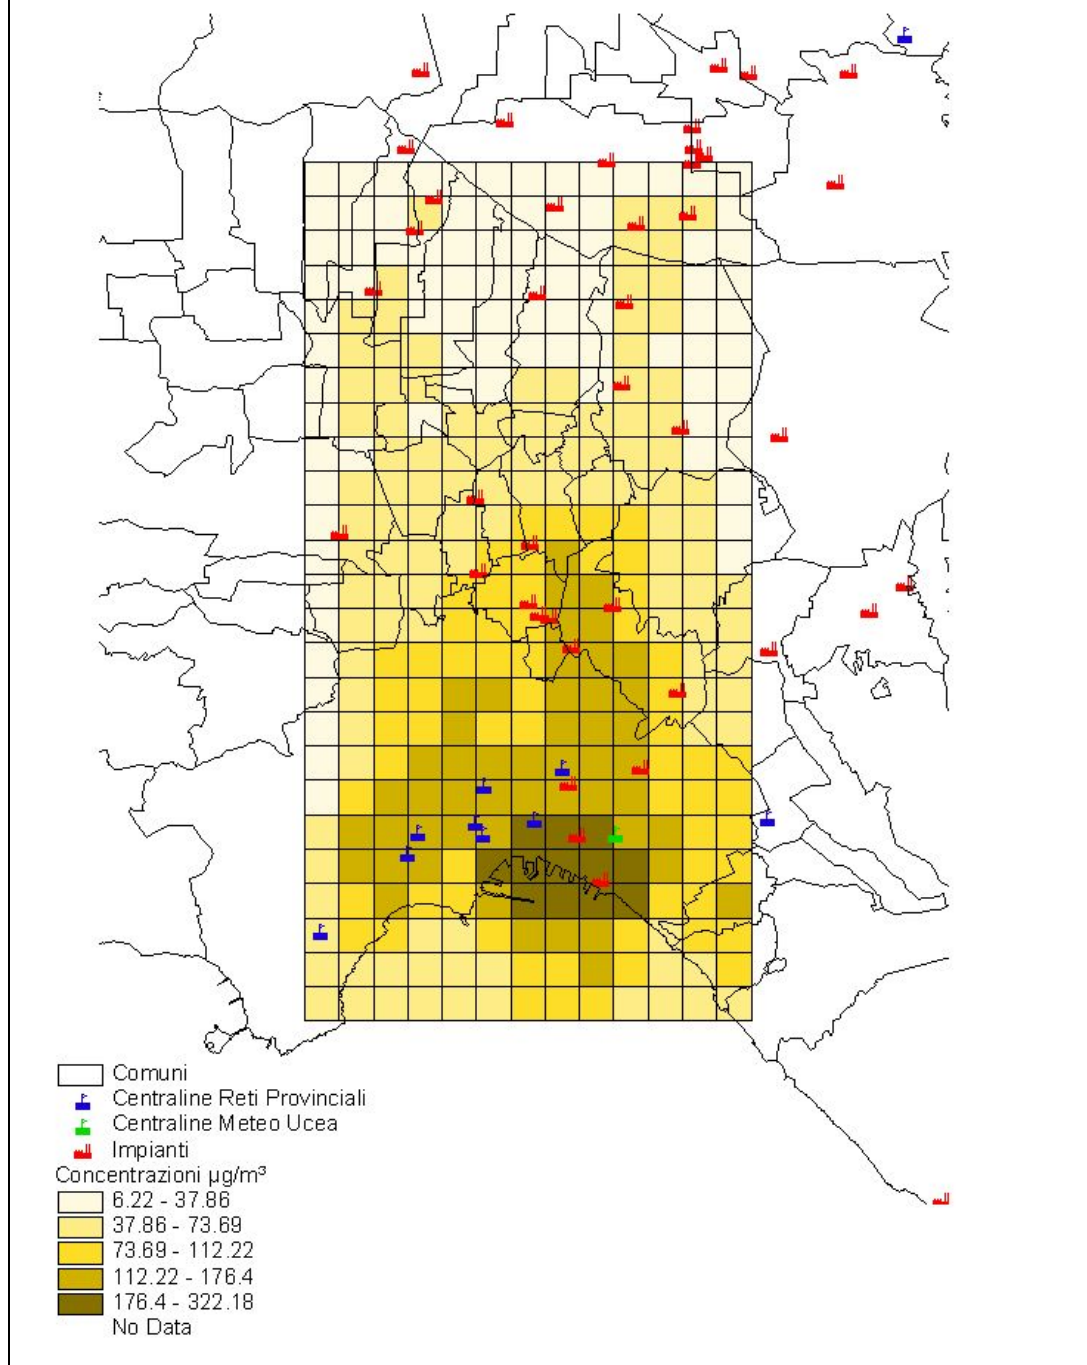 Comuni
Centraline Reti Provinciali
Centraline Meteo Ucea
Impianti
Concentrazioni µg/m³
6.22 - 37.86
37.86 - 73.69
73.69 - 112.22
112.22 - 176.4
176.4 - 322.18
No Data